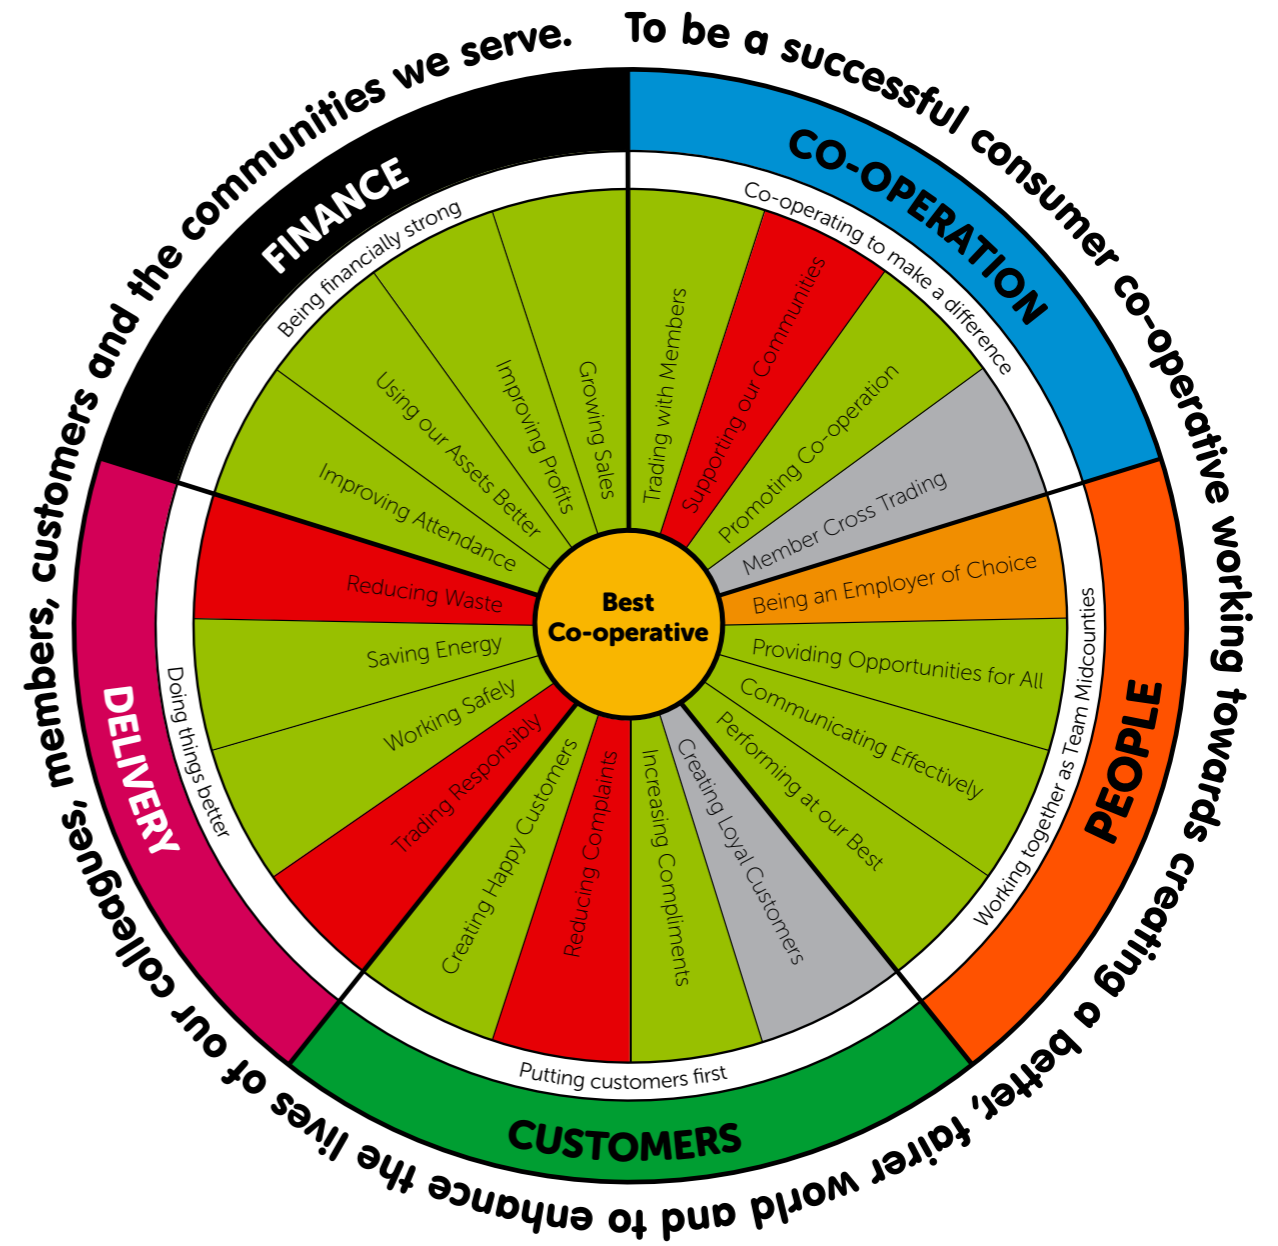 To be a successful consumer co-operative working towards creating a better, fairer world and to enhance the lives of our colleagues, members, customers and the communities we serve.
CO-OPERATION
Co-operating to make a difference
Trading with Members
Supporting our Communities
Promoting Co-operation
Member Cross Trading
PEOPLE
Working together as Team Midcounties
Being an Employer of Choice
Providing Opportunities for All
Communicating Effectively
Performing at our Best
CUSTOMERS
Putting customers first
Creating Loyal Customers
Increasing Compliments
Reducing Complaints
Creating Happy Customers
DELIVERY
Doing things better
Trading Responsibly
Working Safely
Saving Energy
Reducing Waste
FINANCE
Being financially strong
Improving Attendance
Using our Assets Better
Improving Profits
Growing Sales
Best
Co-operative